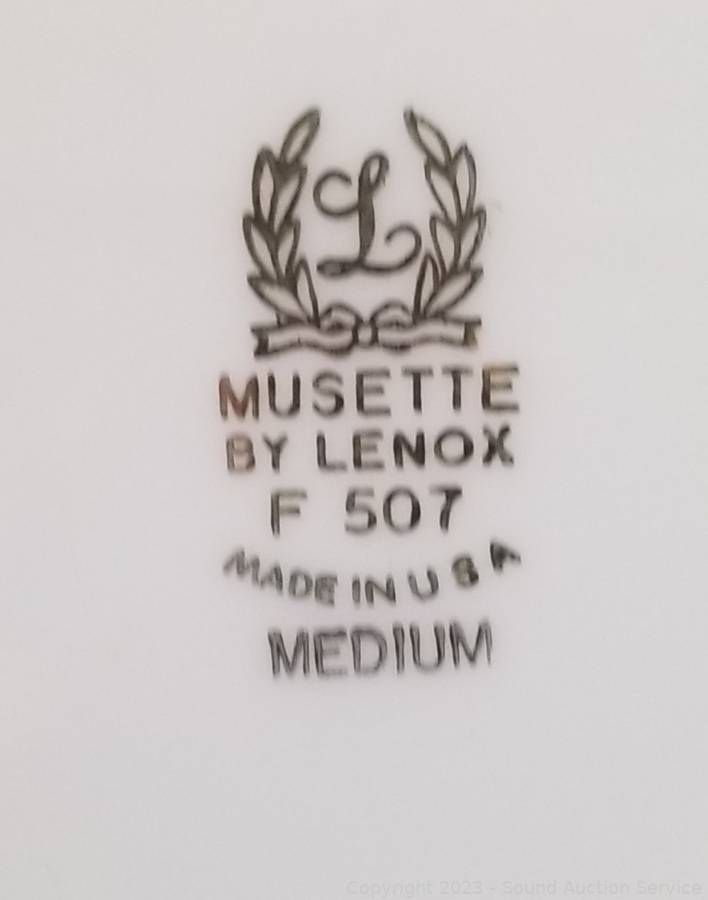 L
MUSETTE
BY LENOX
F 507
MADE IN U S A
MEDIUM
Copyright 2023 - Sound Auction Service